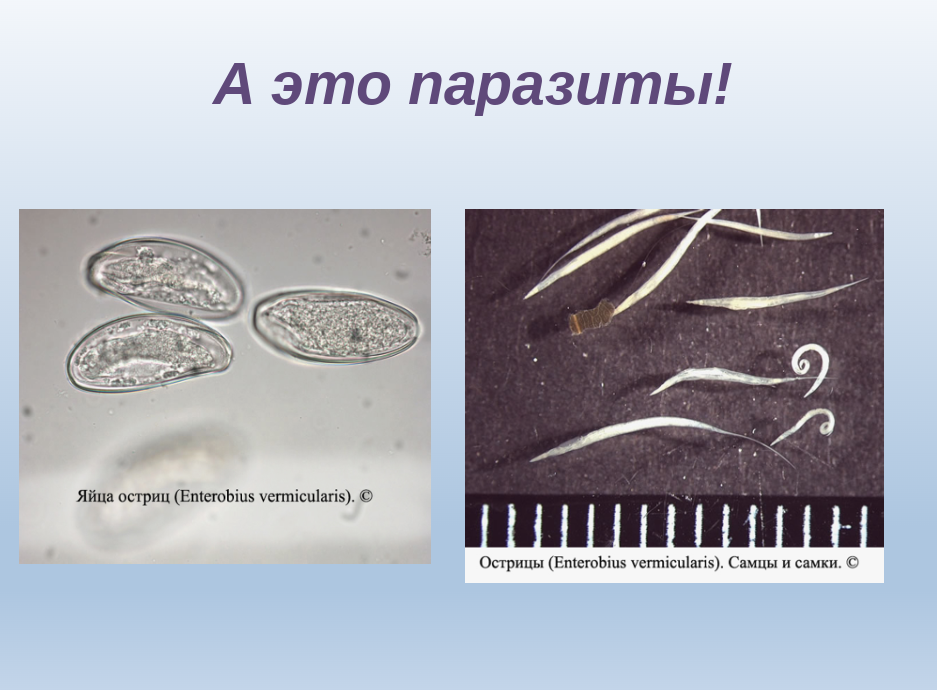 А это паразиты!
Яйца остриц (Enterobius vermicularis). ©
Острицы (Enterobius vermicularis). Самцы и самки. ©